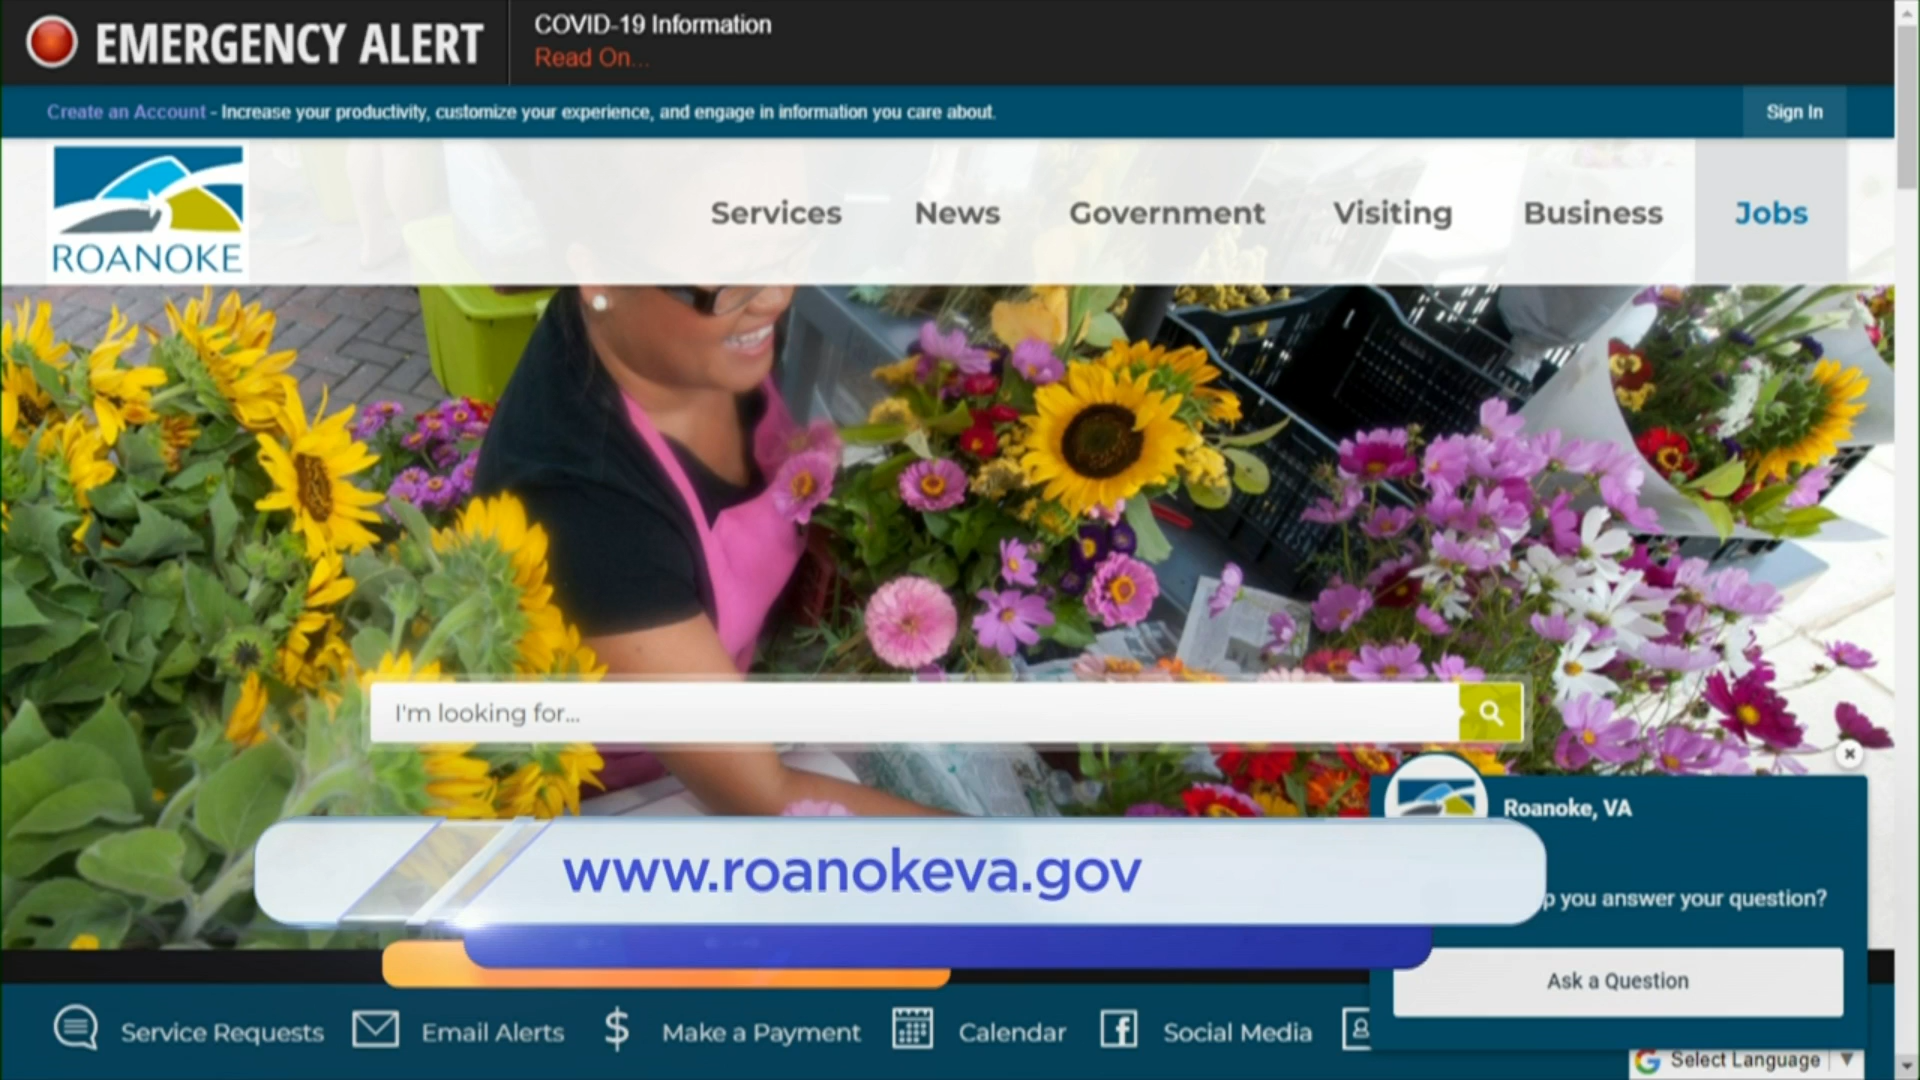 EMERGENCY ALERT
COVID-19 Information
Read On...
Create an Account - Increase your productivity, customize your experience, and engage in information you care about.
Sign In
ROANOKE
Services
News
Government
Visiting
Business
Jobs
I'm looking for...
Roanoke, VA
www.roanokeva.gov
you answer your question?
Ask a Question
Service Requests
Email Alerts
Make a Payment
Calendar
Social Media
Select Language